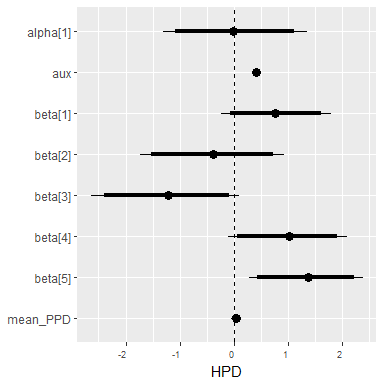 alpha[1]
aux
beta[1]
beta[2]
beta[3]
beta[4]
beta[5]
mean_PPD
-2 -1 0 1 2
HPD